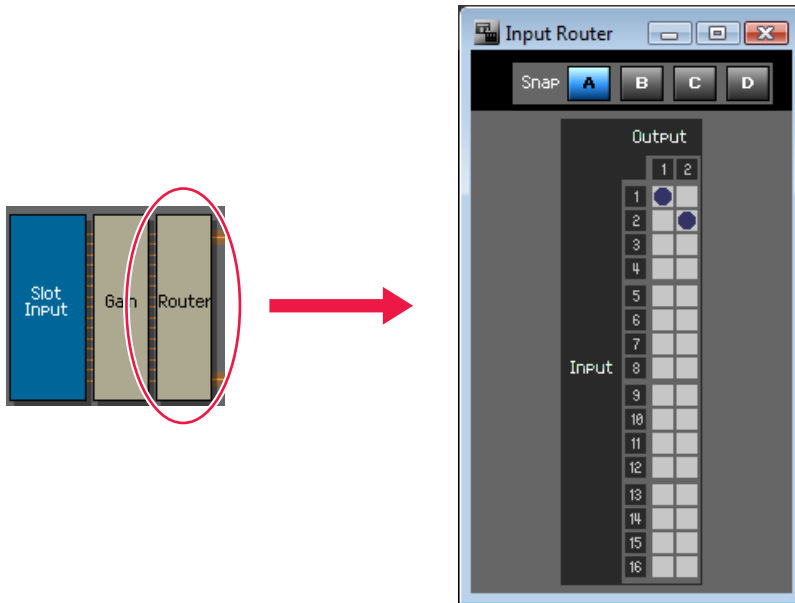 Slot
Input
Gain
Router
Input Router
Snap A B C D
Output
1 2
1
2
3
4
5
6
7
8
Input
9
10
11
12
13
14
15
16